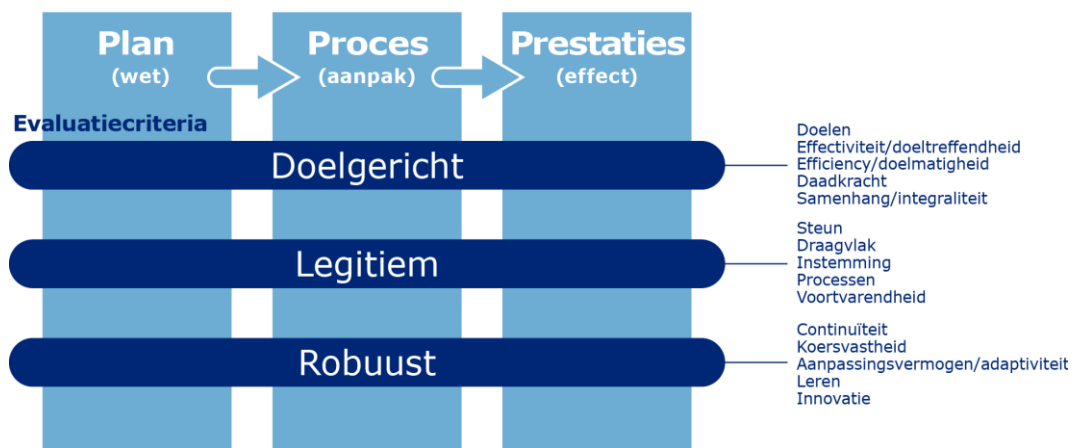 Plan
(wet)
Proces
(aanpak)
Prestaties
(effect)
Evaluatiecriteria
Doelgericht
Doelen
Effectiviteit/doeltreffendheid
Efficiency/doelmatigheid
Daadkracht
Samenhang/integraliteit
Legitiem
Steun
Draagvlak
Instemming
Processen
Voortvarendheid
Robuust
Continuïteit
Koersvastheid
Aanpassingsvermogen/adaptiviteit
Leren
Innovatie